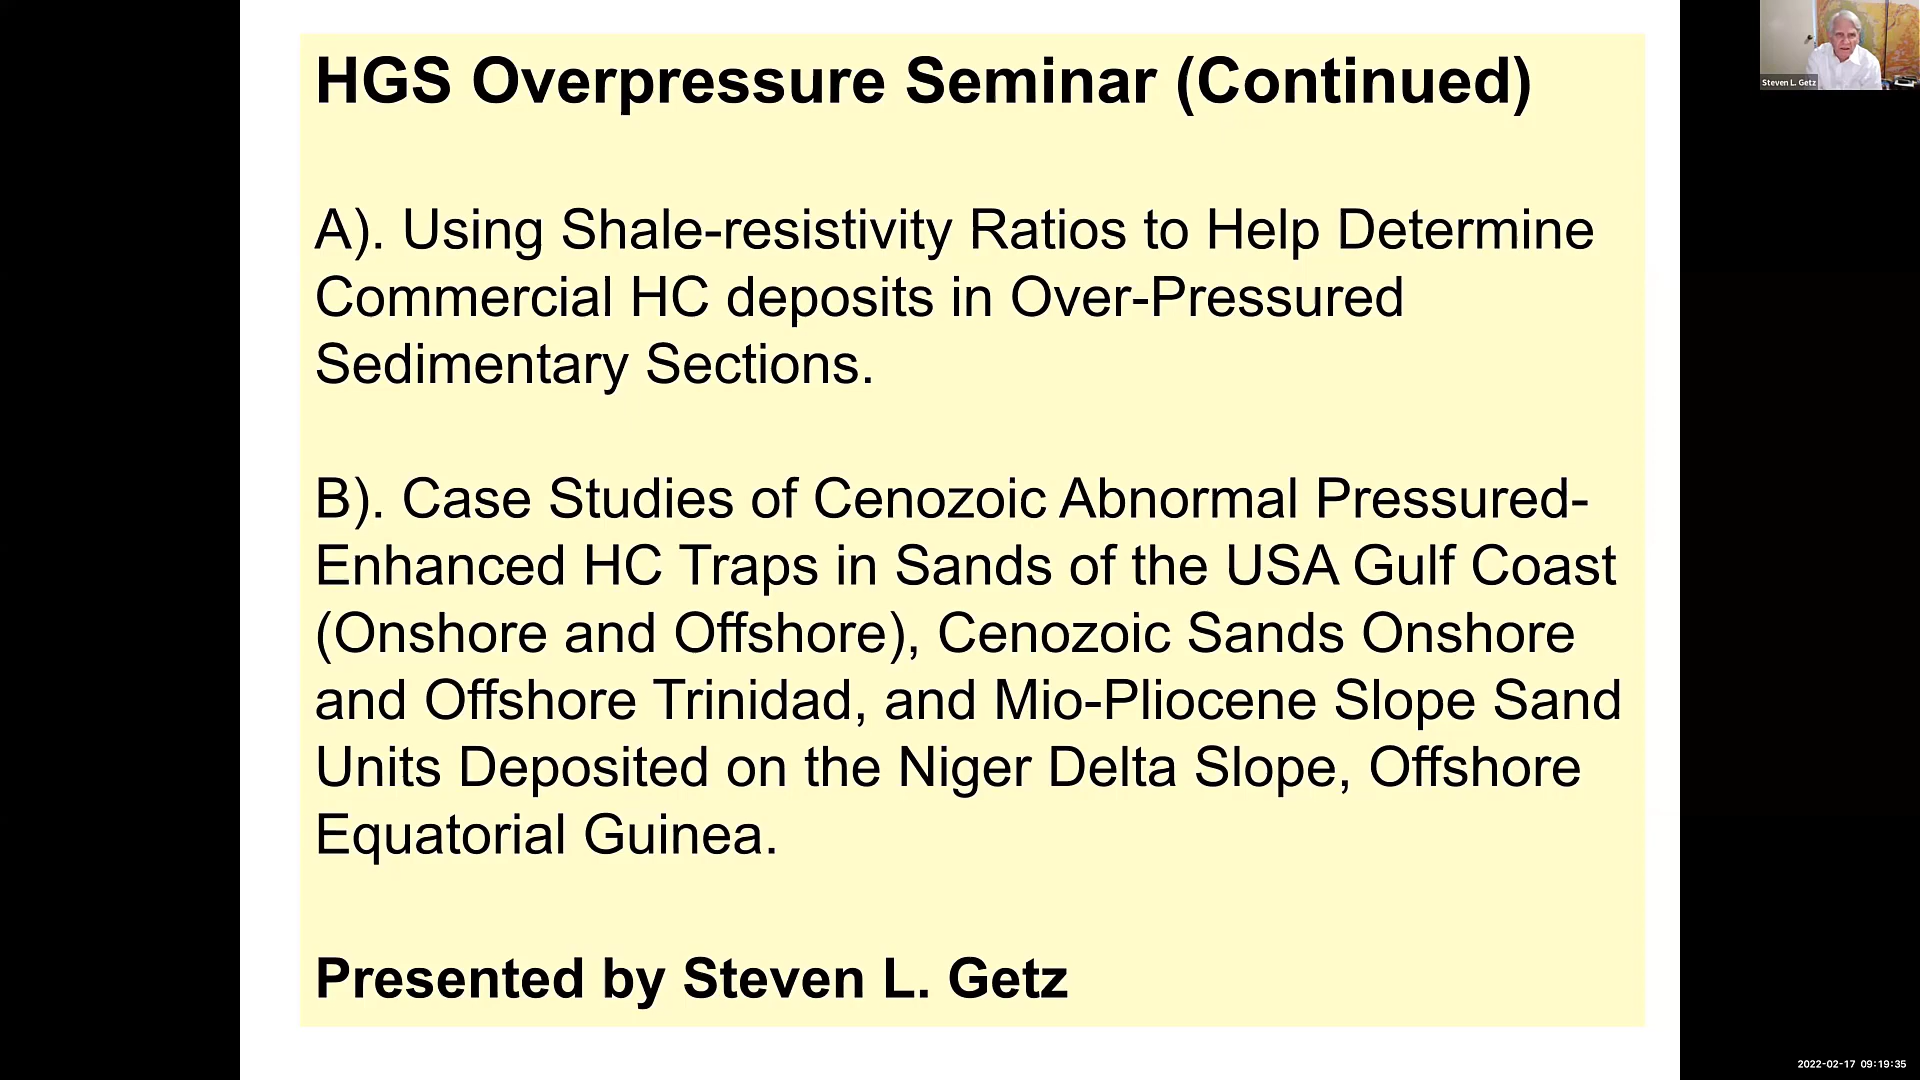 HGS Overpressure Seminar (Continued)
A). Using Shale-resistivity Ratios to Help Determine
Commercial HC deposits in Over-Pressured
Sedimentary Sections.
B). Case Studies of Cenozoic Abnormal Pressured-
Enhanced HC Traps in Sands of the USA Gulf Coast
(Onshore and Offshore), Cenozoic Sands Onshore
and Offshore Trinidad, and Mio-Pliocene Slope Sand
Units Deposited on the Niger Delta Slope, Offshore
Equatorial Guinea.
Presented by Steven L. Getz
Steven L. Getz
2022-02-17 09:19:35